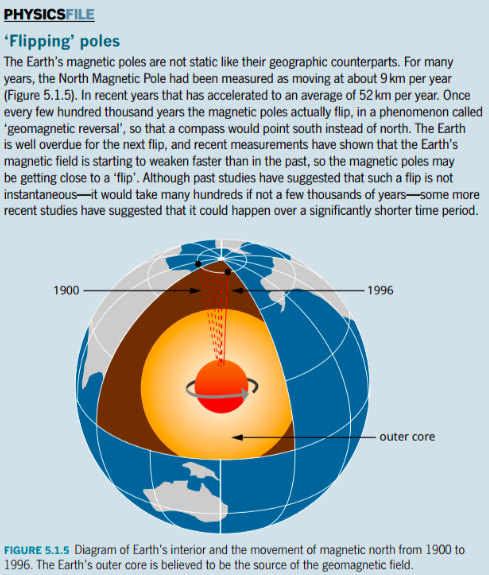 PHYSICSFILE
‘Flipping’ poles
The Earth’s magnetic poles are not static like their geographic counterparts. For many
years, the North Magnetic Pole had been measured as moving at about 9 km per year
(Figure 5.1.5). In recent years that has accelerated to an average of 52 km per year. Once
every few hundred thousand years the magnetic poles actually flip, in a phenomenon called
‘geomagnetic reversal’, so that a compass would point south instead of north. The Earth
is well overdue for the next flip, and recent measurements have shown that the Earth’s
magnetic field is starting to weaken faster than in the past, so the magnetic poles may
be getting close to a ‘flip’. Although past studies have suggested that such a flip is not
instantaneous—it would take many hundreds if not a few thousands of years—some more
recent studies have suggested that it could happen over a significantly shorter time period.
1900
1996
outer core
FIGURE 5.1.5 Diagram of Earth’s interior and the movement of magnetic north from 1900 to
1996. The Earth’s outer core is believed to be the source of the geomagnetic field.